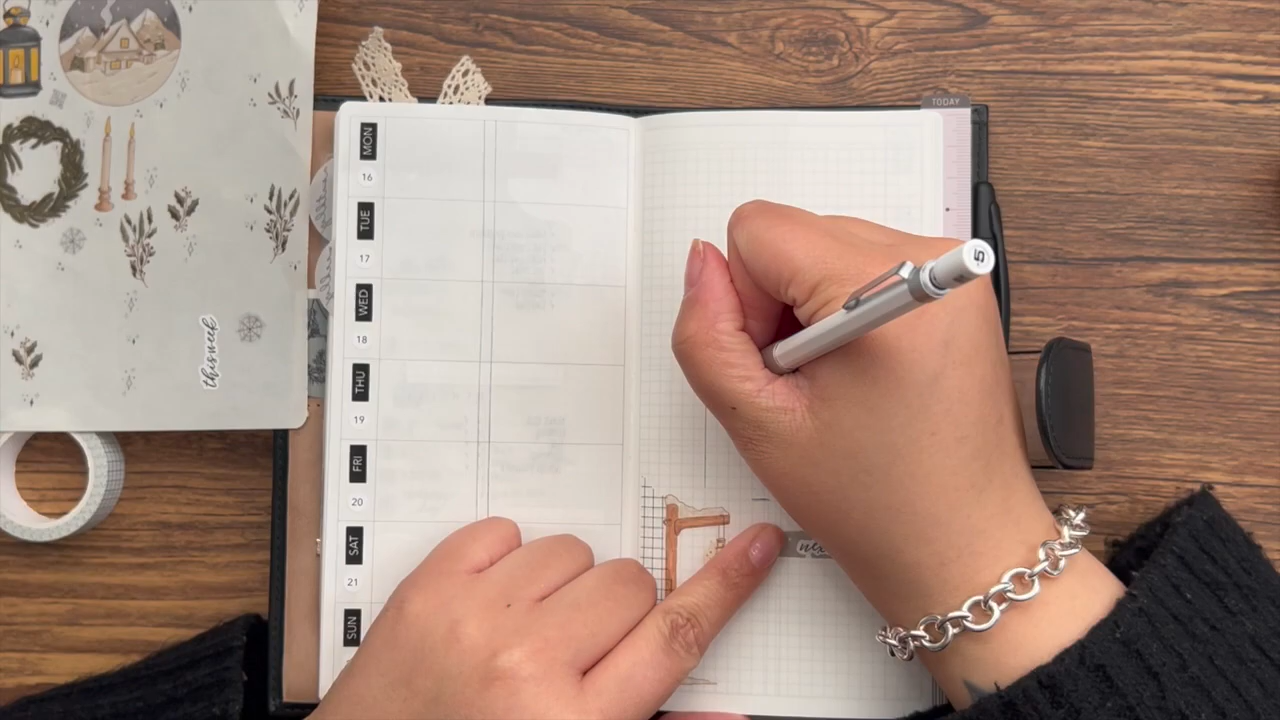 TODAY
MON
16
TUE
17
WED
18
THU
19
FRI
20
SAT
21
SUN
this week
5